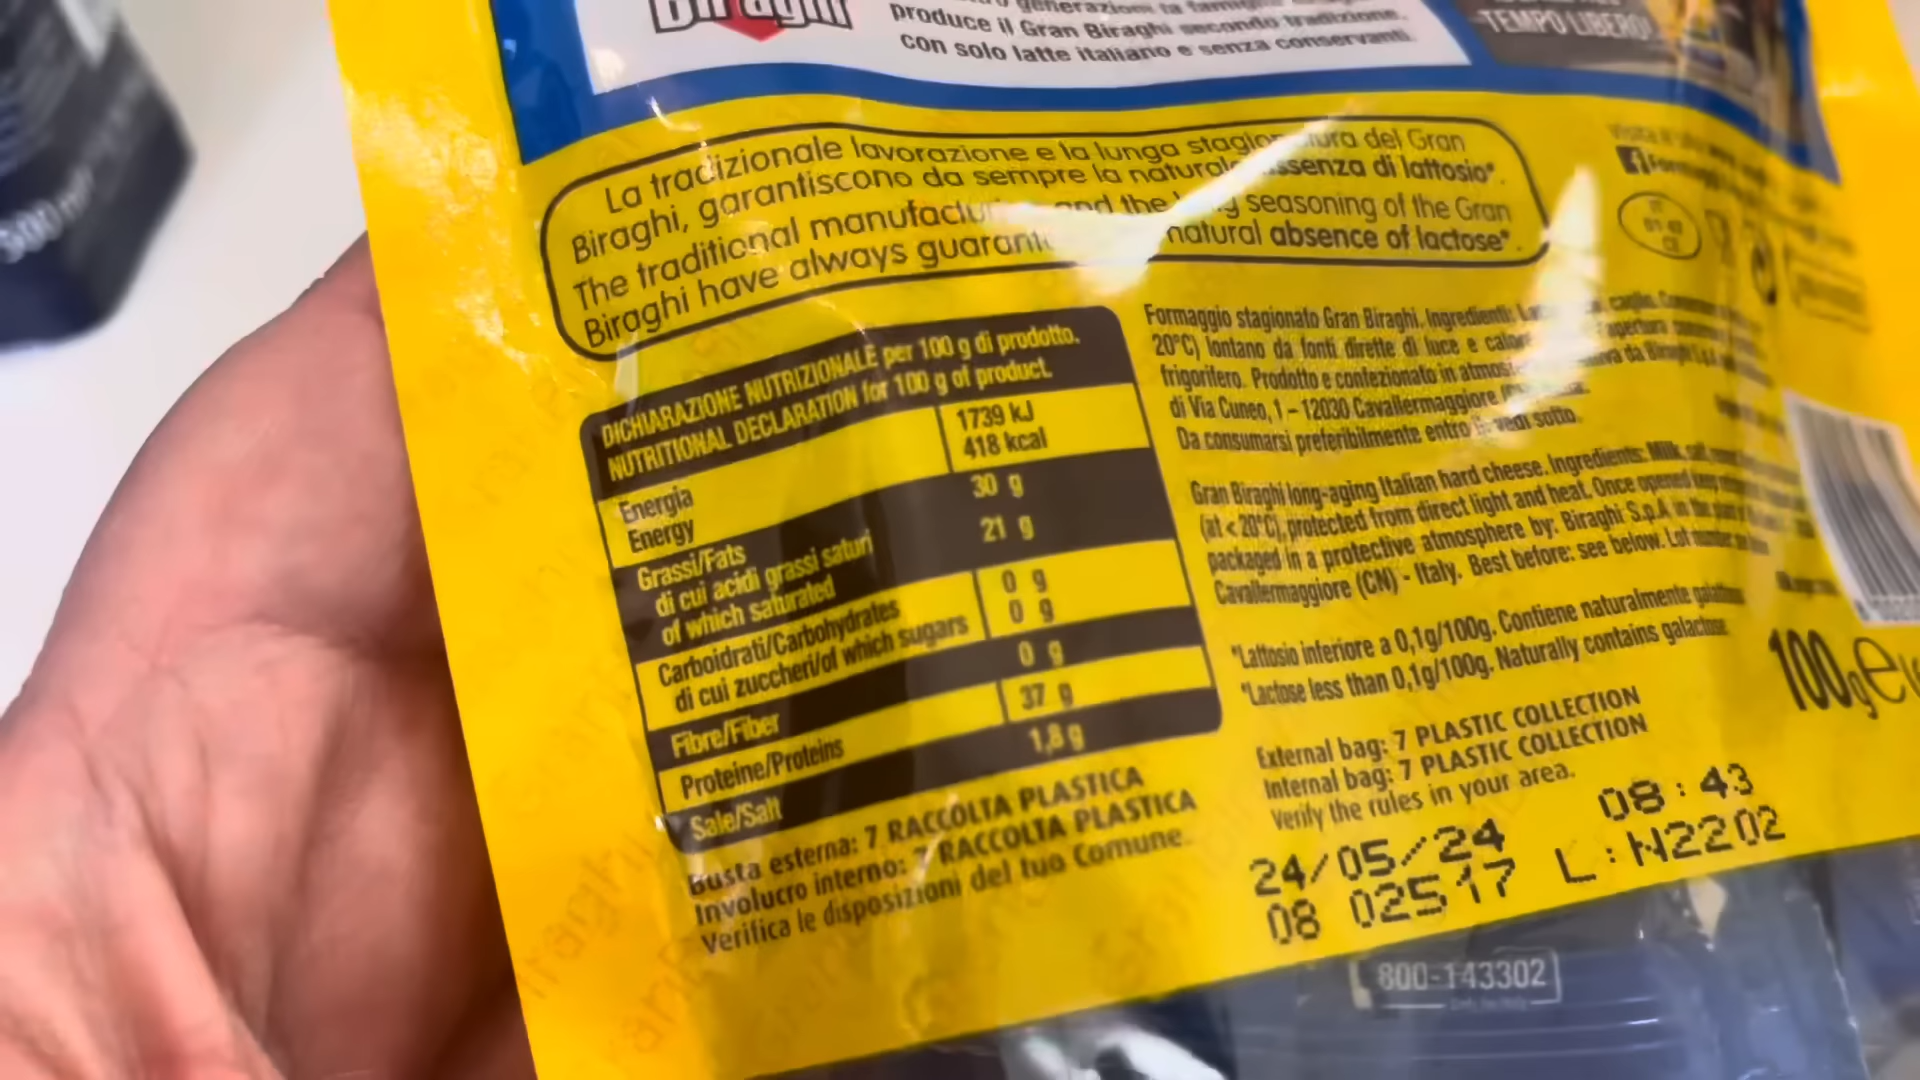 Biraghi
produce il Gran Biraghi secondo tradizione,
con solo latte italiano e senza conservanti.
TEMPO LIBERO!
500 m
La tradizionale lavorazione e la lunga stagionatura del Gran
Biraghi, garantiscono da sempre la naturale assenza di lattosio*.
The traditional manufacturing and the long seasoning of the Gran
Biraghi have always guaranteed natural absence of lactose*.
DICHIARAZIONE NUTRIZIONALE per 100 g di prodotto.
NUTRITIONAL DECLARATION for 100 g of product.
Energia 1739 kJ
Energy 418 kcal
Grassi/Fats 30 g
di cui acidi grassi saturi 21 g
of which saturated
Carboidrati/Carbohydrates 0 g
di cui zuccheri/of which sugars 0 g
Fibre/Fiber 0 g
Proteine/Proteins 37 g
Sale/Salt 1,8 g
Busta esterna: 7 RACCOLTA PLASTICA
Involucro interno: 7 RACCOLTA PLASTICA
Verifica le disposizioni del tuo Comune.
Formaggio stagionato Gran Biraghi. Ingredienti: caglio.
20°C) lontano da fonti dirette di luce e calore
frigorifero. Prodotto e confezionato in da Biraghi S.p.A.
di Via Cuneo, 1 – 12030 Cavallermaggiore
Da consumarsi preferibilmente entro il: vedi sotto.
Gran Biraghi long-aging Italian hard cheese. Ingredients: Milk, salt,
(at < 20°C), protected from direct light and heat. Once opened keep
packaged in a protective atmosphere by: Biraghi S.p.A. in the
Cavallermaggiore (CN) - Italy. Best before: see below. Lot number
*Lattosio inferiore a 0,1g/100g. Contiene naturalmente galattosio.
*Lactose less than 0,1g/100g. Naturally contains galactose.
100g e
External bag: 7 PLASTIC COLLECTION
Internal bag: 7 PLASTIC COLLECTION
Verify the rules in your area.
24/05/24 08:43
08 02517 L:N2202
800-143302